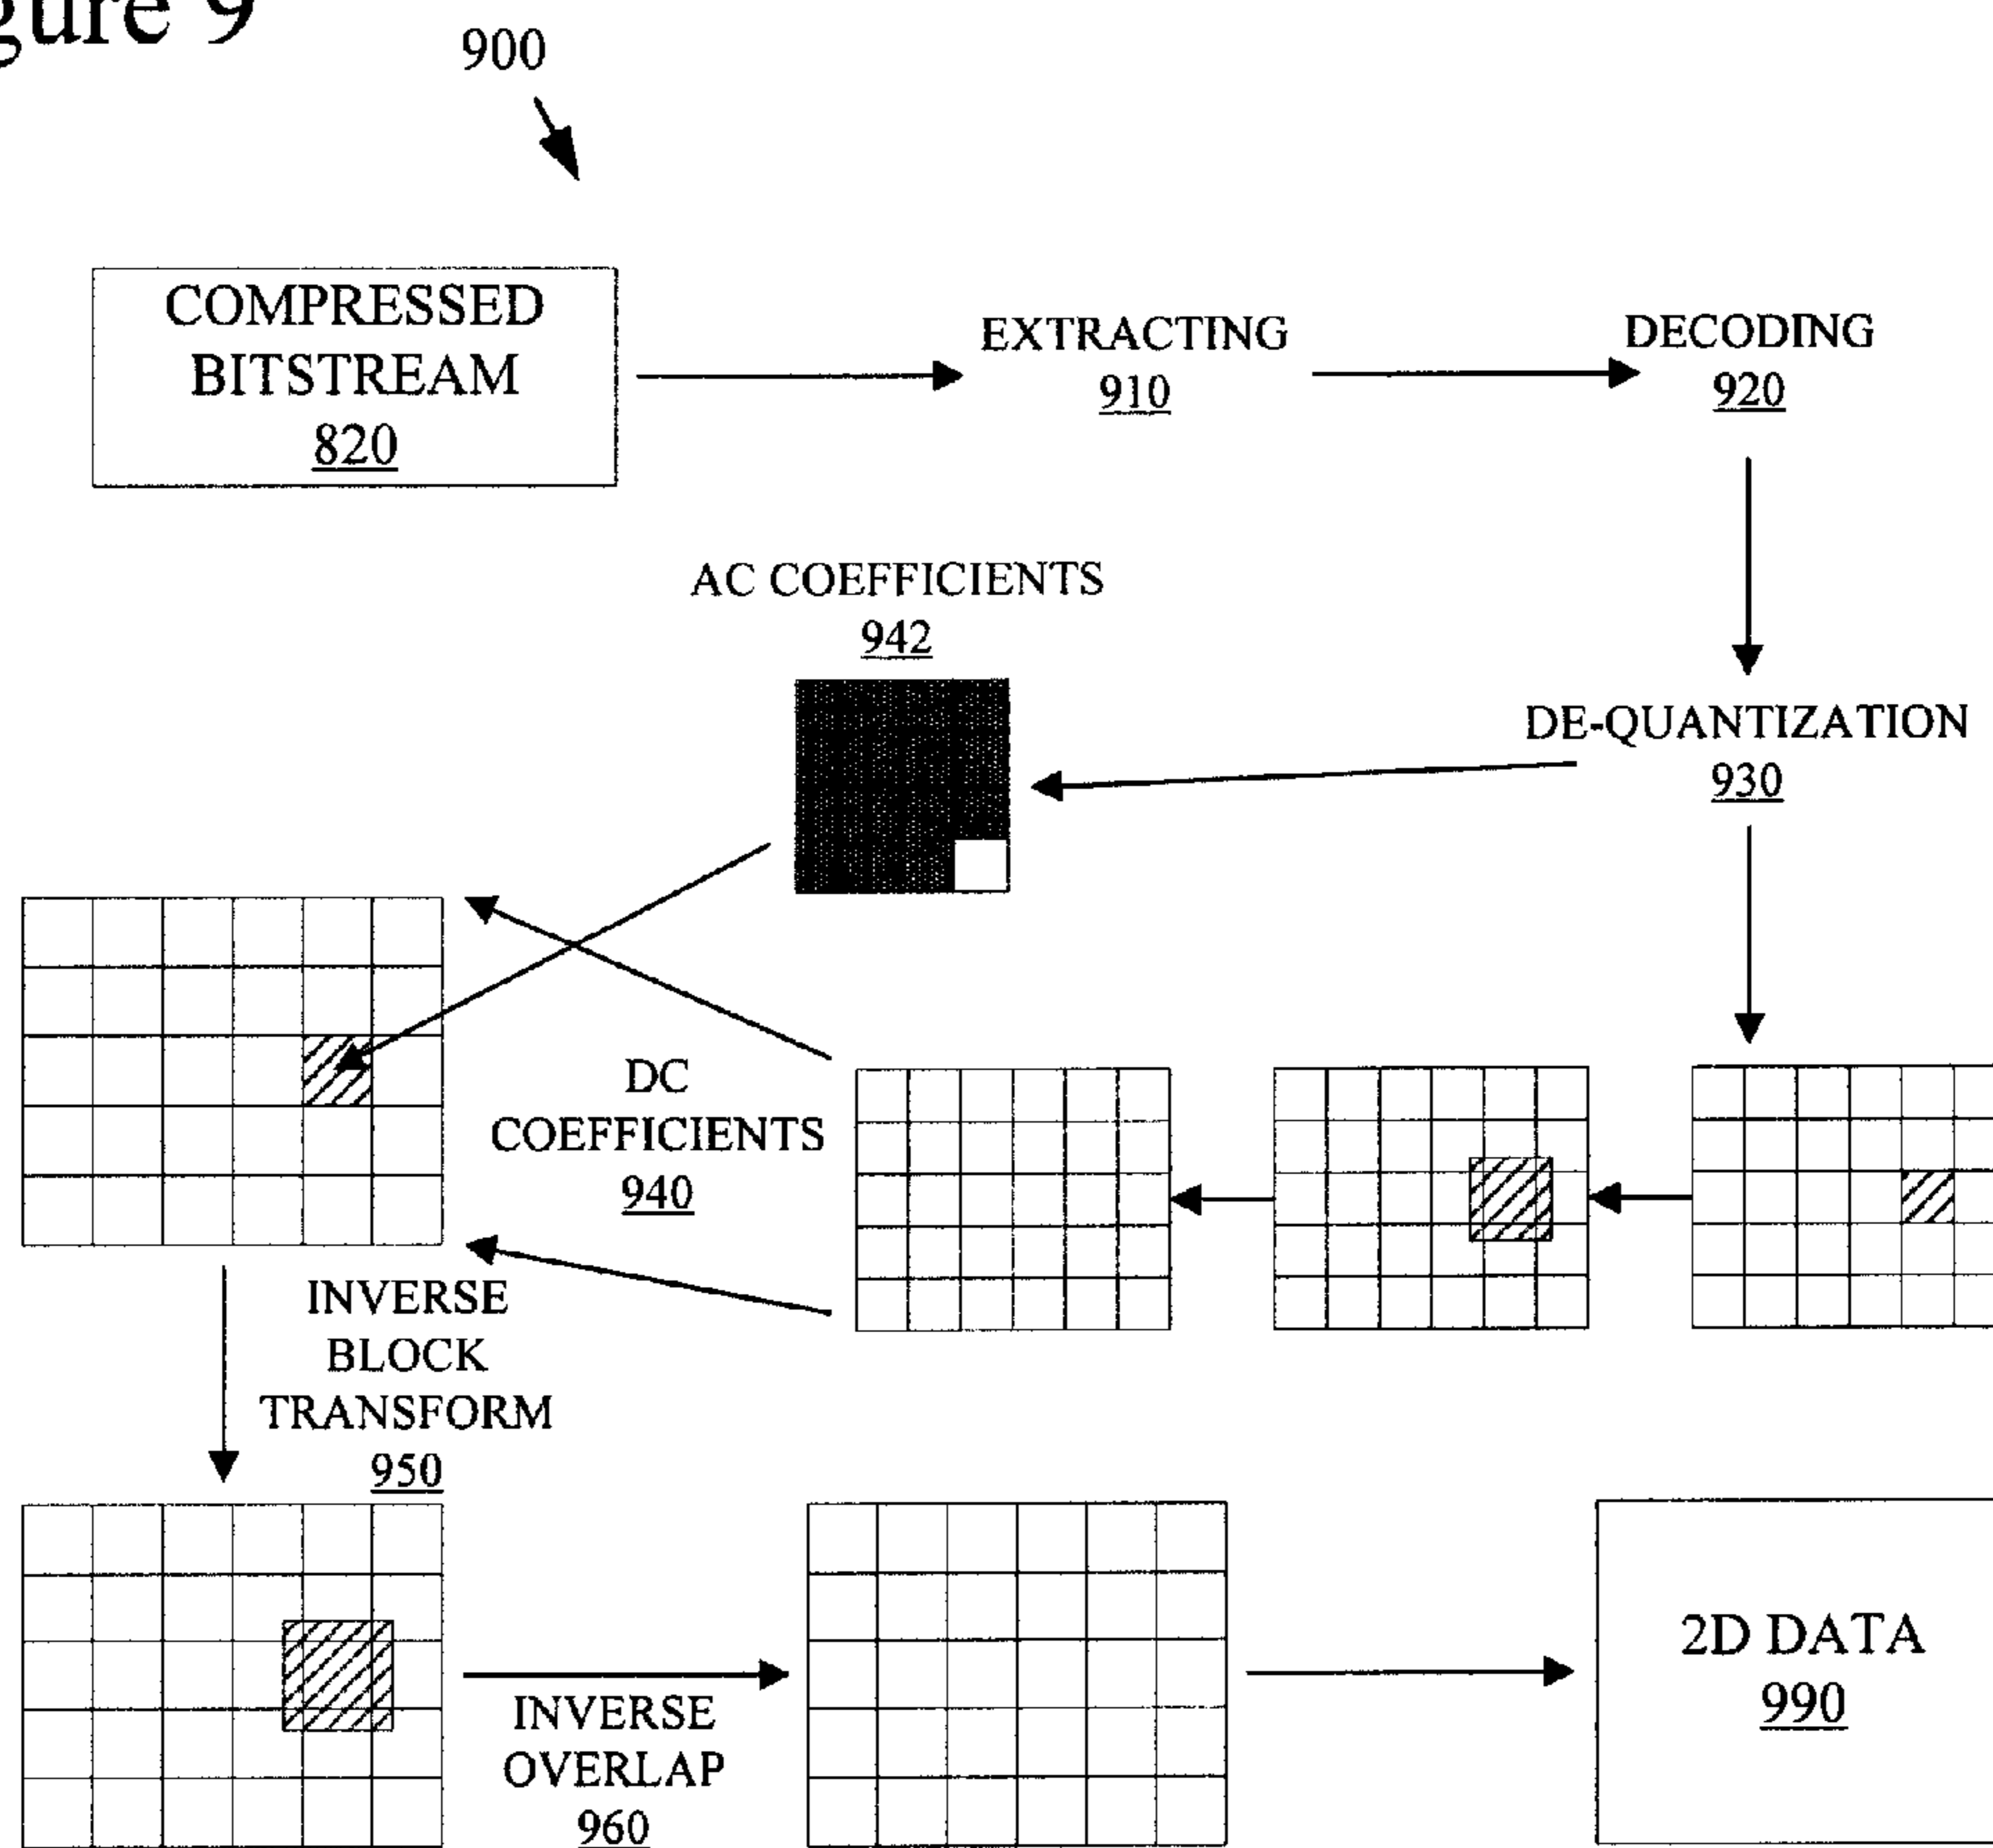 gure 9
900
COMPRESSED
BITSTREAM
820
EXTRACTING
910
DECODING
920
AC COEFFICIENTS
942
DE-QUANTIZATION
930
DC
COEFFICIENTS
940
INVERSE
BLOCK
TRANSFORM
950
INVERSE
OVERLAP
960
2D DATA
990